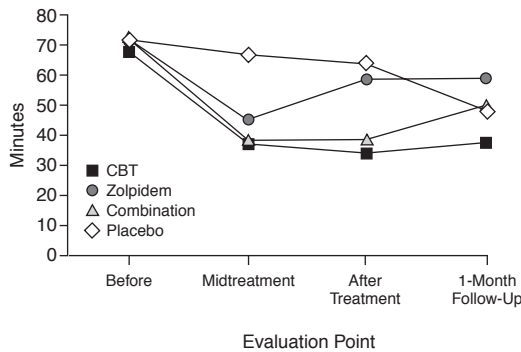 80
70
60
50
40
30
20
10
0
Minutes
CBT
Zolpidem
Combination
Placebo
Before
Midtreatment
After
Treatment
1-Month
Follow-Up
Evaluation Point